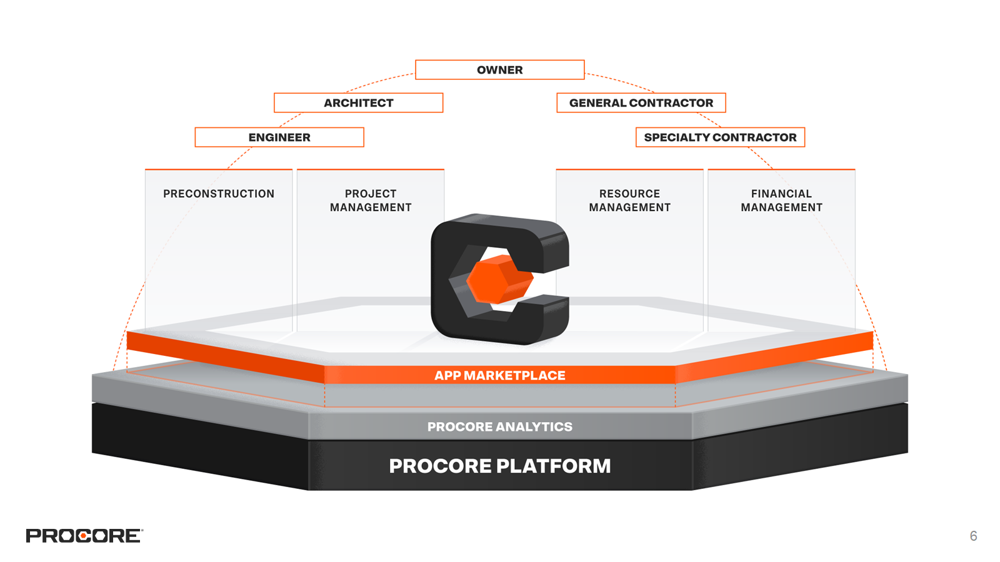 OWNER
ARCHITECT
GENERAL CONTRACTOR
ENGINEER
SPECIALTY CONTRACTOR
PRECONSTRUCTION
PROJECT
MANAGEMENT
RESOURCE
MANAGEMENT
FINANCIAL
MANAGEMENT
APP MARKETPLACE
PROCORE ANALYTICS
PROCORE PLATFORM
PROCORE
6